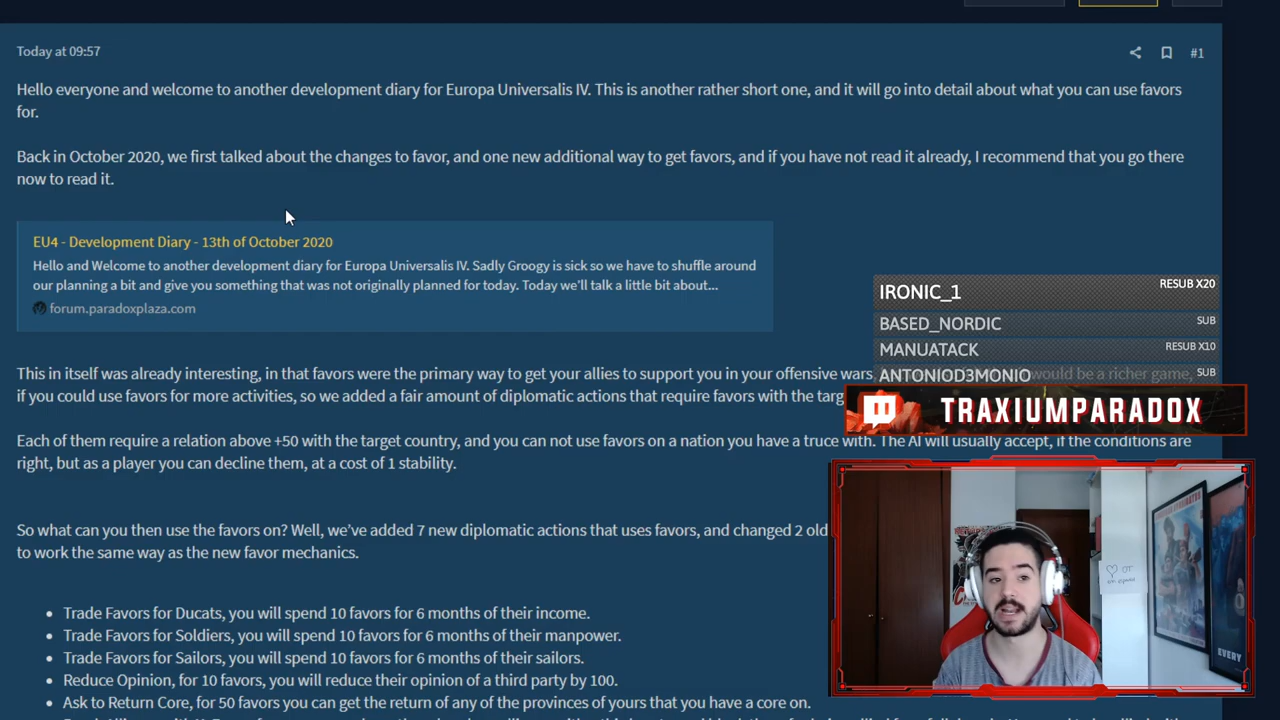 Today at 09:57
#1
Hello everyone and welcome to another development diary for Europa Universalis IV. This is another rather short one, and it will go into detail about what you can use favors
for.
Back in October 2020, we first talked about the changes to favor, and one new additional way to get favors, and if you have not read it already, I recommend that you go there
now to read it.
EU4 - Development Diary - 13th of October 2020
Hello and Welcome to another development diary for Europa Universalis IV. Sadly Groogy is sick so we have to shuffle around
our planning a bit and give you something that was not originally planned for today. Today we'll talk a little bit about...
forum.paradoxplaza.com
IRONIC_1 RESUB X20
BASED_NORDIC SUB
MANUATACK RESUB X10
ANTONIOD3MONIO SUB
This in itself was already interesting, in that favors were the primary way to get your allies to support you in your offensive wars would be a richer game,
if you could use favors for more activities, so we added a fair amount of diplomatic actions that require favors with the targ
TRAXIUMPARADOX
Each of them require a relation above +50 with the target country, and you can not use favors on a nation you have a truce with. The AI will usually accept, if the conditions are
right, but as a player you can decline them, at a cost of 1 stability.
So what can you then use the favors on? Well, we've added 7 new diplomatic actions that uses favors, and changed 2 old
to work the same way as the new favor mechanics.
• Trade Favors for Ducats, you will spend 10 favors for 6 months of their income.
• Trade Favors for Soldiers, you will spend 10 favors for 6 months of their manpower.
• Trade Favors for Sailors, you will spend 10 favors for 6 months of their sailors.
• Reduce Opinion, for 10 favors, you will reduce their opinion of a third party by 100.
• Ask to Return Core, for 50 favors you can get the return of any of the provinces of yours that you have a core on.
EVERY